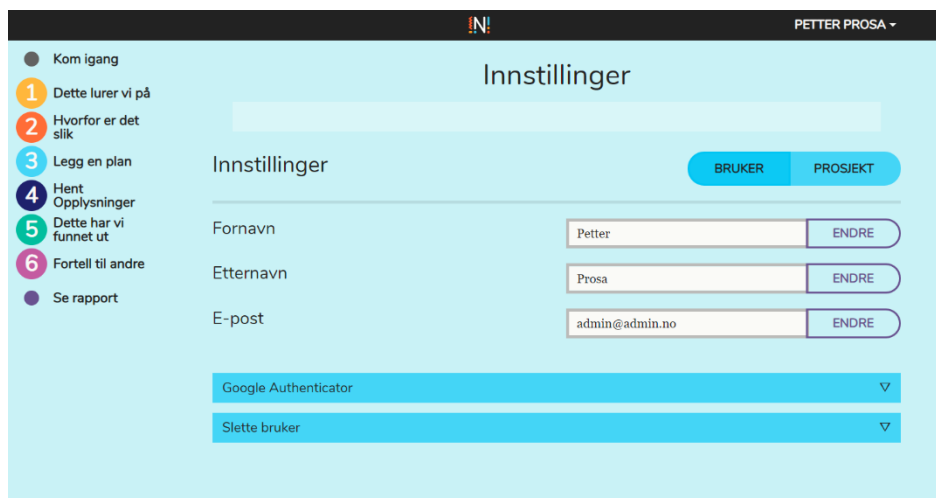 !N!
PETTER PROSA
Kom igang
1 Dette lurer vi på
2 Hvorfor er det
slik
3 Legg en plan
4 Hent
Opplysninger
5 Dette har vi
funnet ut
6 Fortell til andre
Se rapport
Innstillinger
Innstillinger
BRUKER PROSJEKT
Fornavn Petter ENDRE
Etternavn Prosa ENDRE
E-post admin@admin.no ENDRE
Google Authenticator
Slette bruker